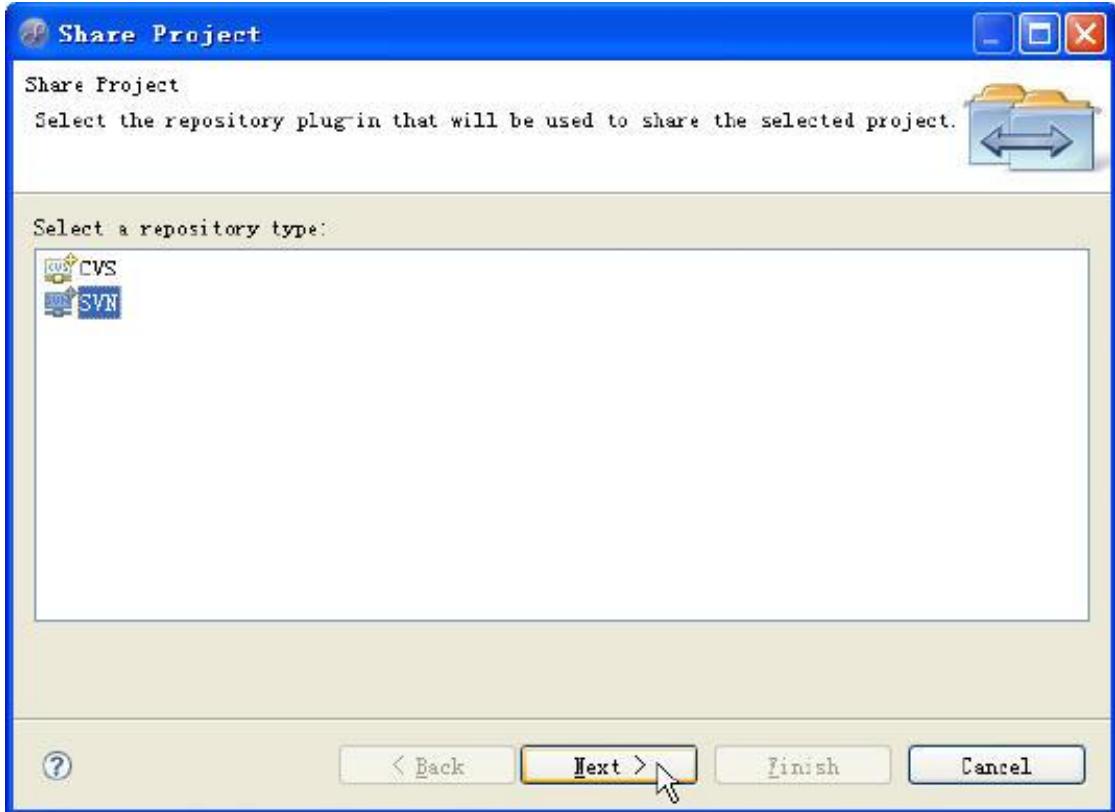 Share Project
Share Project
Select the repository plug-in that will be used to share the selected project.
Select a repository type:
CVS
SVN
< Back
Next >
Finish
Cancel